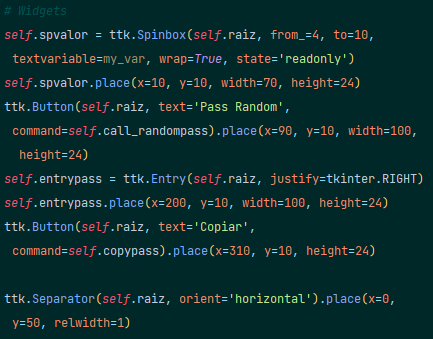 # Widgets
self.spvalor = ttk.Spinbox(self.raiz, from_=4, to=10,
textvariable=my_var, wrap=True, state='readonly')
self.spvalor.place(x=10, y=10, width=70, height=24)
ttk.Button(self.raiz, text='Pass Random',
command=self.call_randompass).place(x=90, y=10, width=100,
height=24)
self.entrypass = ttk.Entry(self.raiz, justify=tkinter.RIGHT)
self.entrypass.place(x=200, y=10, width=100, height=24)
ttk.Button(self.raiz, text='Copiar',
command=self.copypass).place(x=310, y=10, height=24)
ttk.Separator(self.raiz, orient='horizontal').place(x=0,
y=50, relwidth=1)